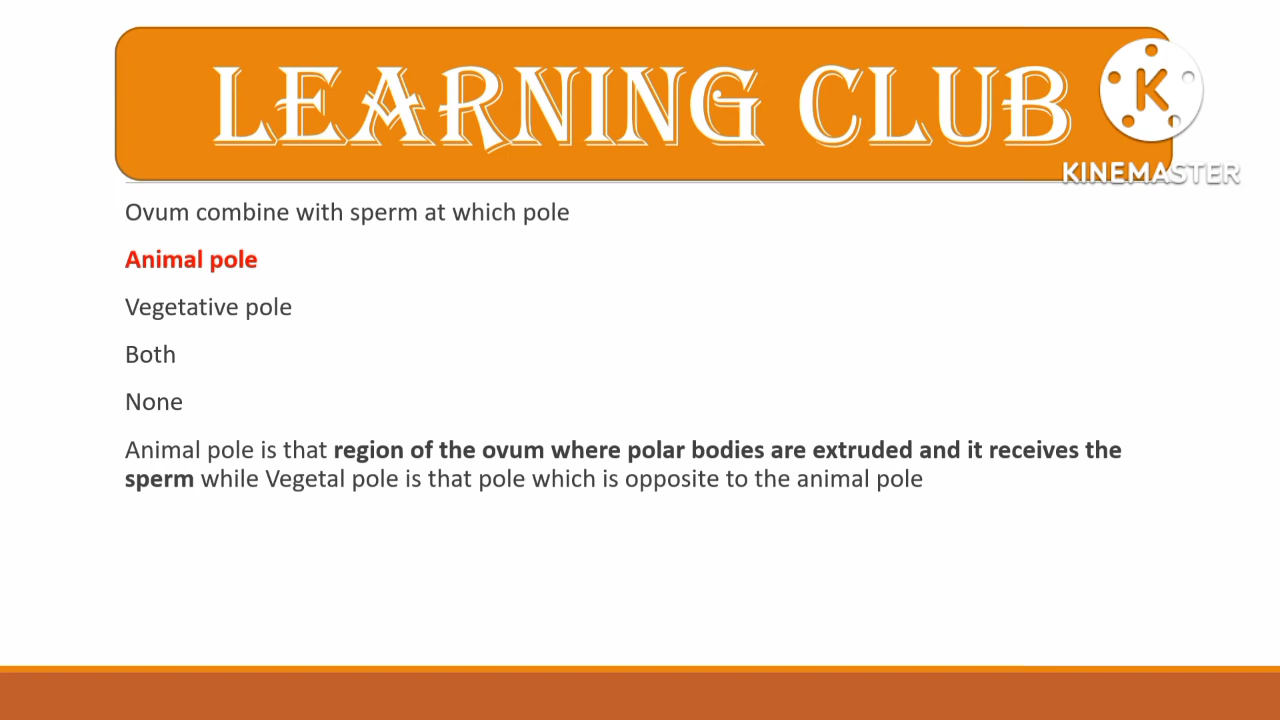 LEARNING CLUB
K
KINEMASTER
Ovum combine with sperm at which pole
Animal pole
Vegetative pole
Both
None
Animal pole is that region of the ovum where polar bodies are extruded and it receives the
sperm while Vegetal pole is that pole which is opposite to the animal pole